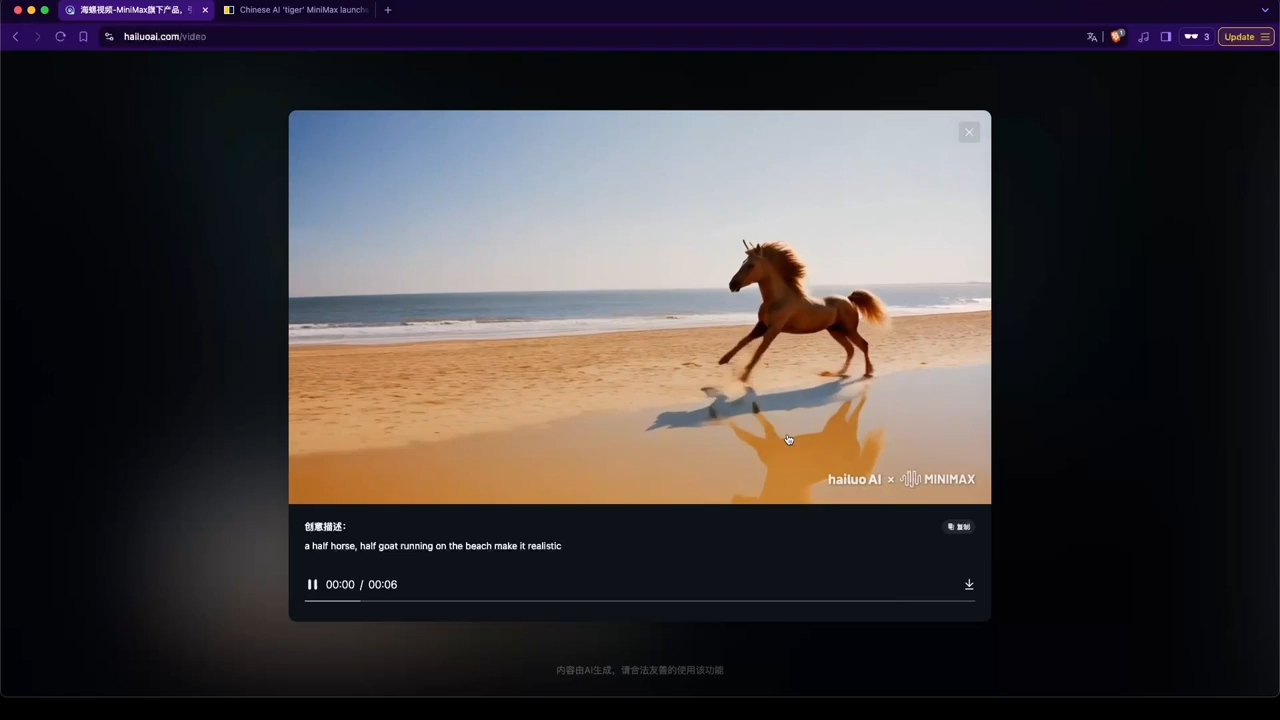 海螺视频-MiniMax旗下产品，
Chinese AI 'tiger' MiniMax launche
hailuoai.com/video
1
3
Update
hailuo AI × MINIMAX
创意描述：
复制
a half horse, half goat running on the beach make it realistic
00:00 / 00:06
内容由AI生成，请合法友善的使用该功能